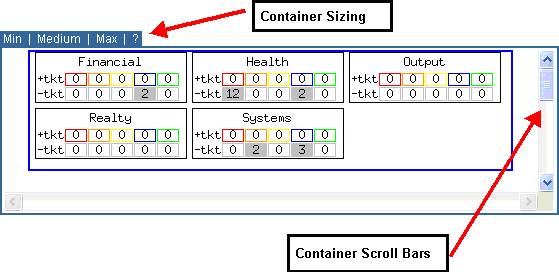 Container Sizing
Min | Medium | Max | ?
Financial Health Output
+tkt 0 0 0 0 0 +tkt 0 0 0 0 0 +tkt 0 0 0 0 0
-tkt 0 0 0 2 0 -tkt 12 0 0 2 0 -tkt 0 0 0 0 0
Realty Systems
+tkt 0 0 0 0 0 +tkt 0 0 0 0 0
-tkt 0 0 0 0 0 -tkt 0 2 0 3 0
Container Scroll Bars